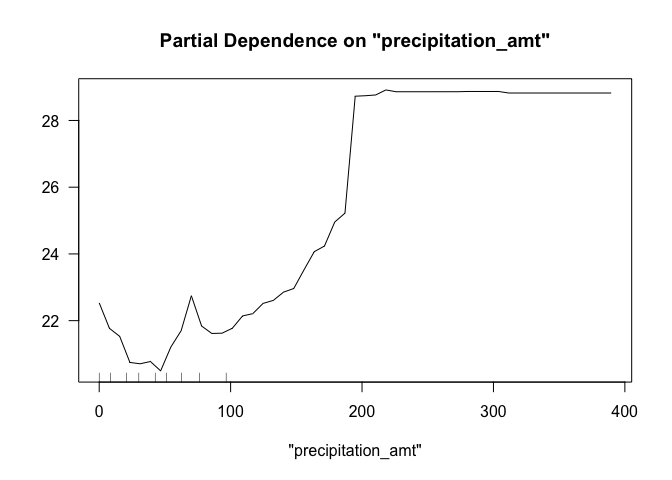 Partial Dependence on "precipitation_amt"
28
26
24
22
0 100 200 300 400
"precipitation_amt"